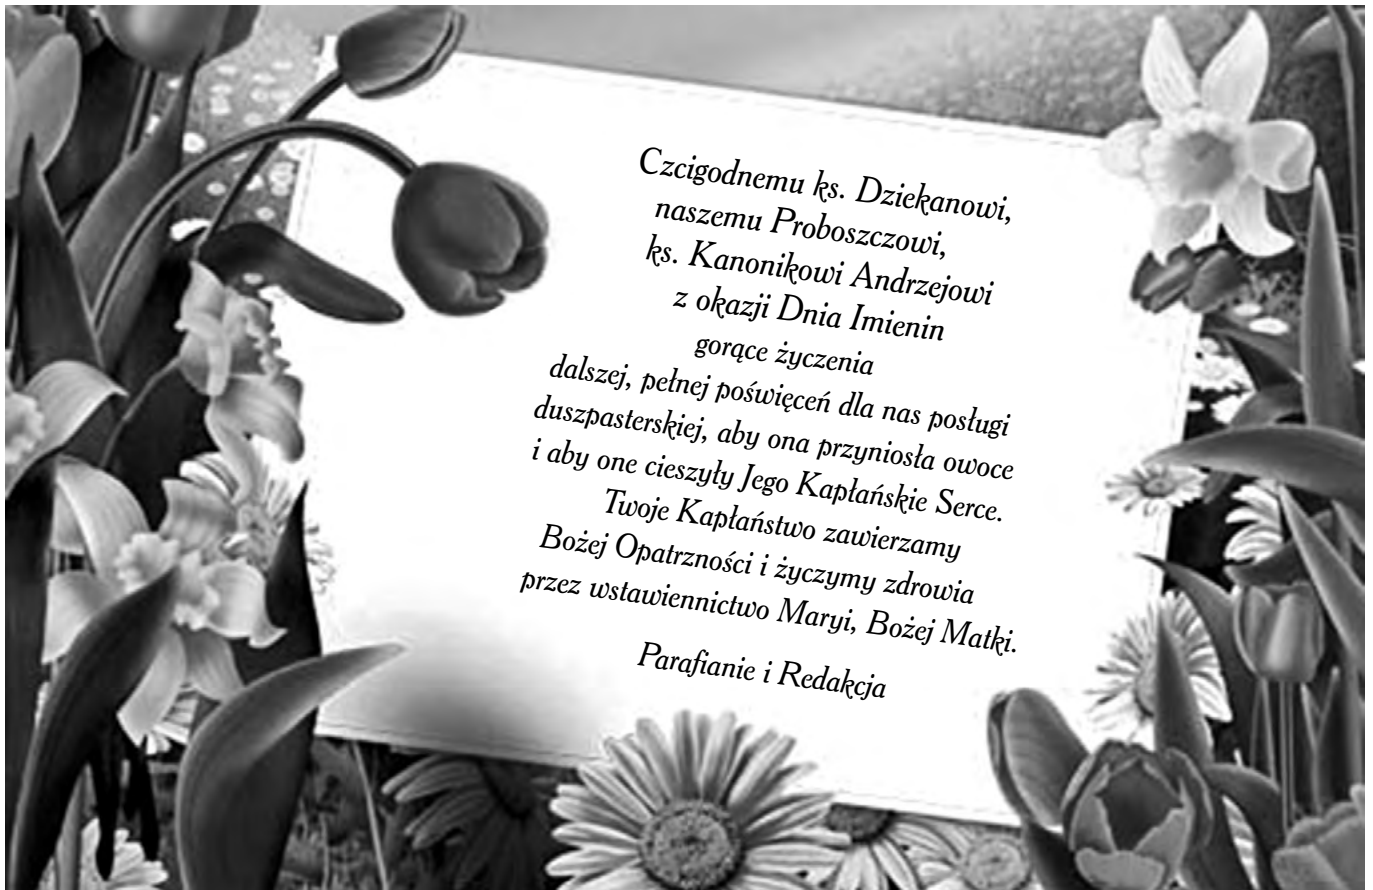 Czcigodnemu ks. Dziekanowi,
naszemu Proboszczowi,
ks. Kanonikowi Andrzejowi
z okazji Dnia Imienin
gorące życzenia
dalszej, pełnej poświęceń dla nas posługi
duszpasterskiej, aby ona przyniosła owoce
i aby one cieszyły Jego Kapłańskie Serce.
Twoje Kapłaństwo zawierzamy
Bożej Opatrzności i życzymy zdrowia
przez wstawiennictwo Maryi, Bożej Matki.
Parafianie i Redakcja